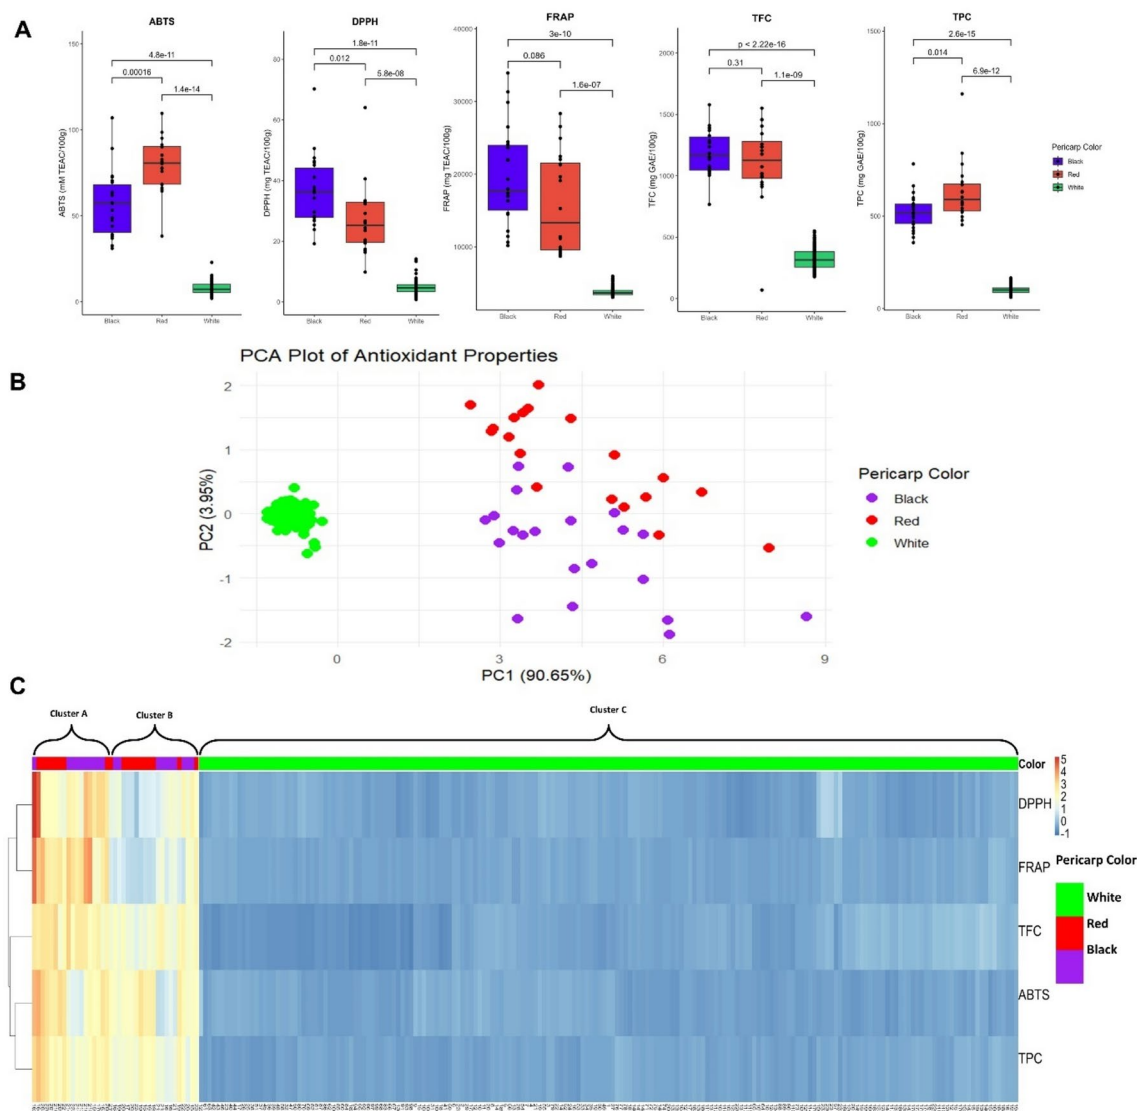 A
ABTS
DPPH
FRAP
TFC
TPC
4.8e-11
0.00016
1.4e-14
1.8e-11
0.012
5.8e-08
3e-10
0.086
1.6e-07
p < 2.22e-16
0.31
1.1e-09
2.6e-15
0.014
6.9e-12
ABTS (mM TEAC/100g)
150
100
50
0
Black Red White
DPPH (mg TEAC/100g)
80
60
40
20
0
Black Red White
FRAP (mg TEAC/100g)
40000
30000
20000
10000
Black Red White
TFC (mg GAE/100g)
2000
1500
1000
500
0
Black Red White
TPC (mg GAE/100g)
1500
1000
500
0
Black Red White
Pericarp Color
Black
Red
White
B
PCA Plot of Antioxidant Properties
PC2 (3.95%)
2
1
0
-1
-2
0 3 6 9
PC1 (90.65%)
Pericarp Color
Black
Red
White
C
Cluster A
Cluster B
Cluster C
Color
DPPH
FRAP
TFC
ABTS
TPC
5
4
3
2
1
0
-1
Pericarp Color
White
Red
Black